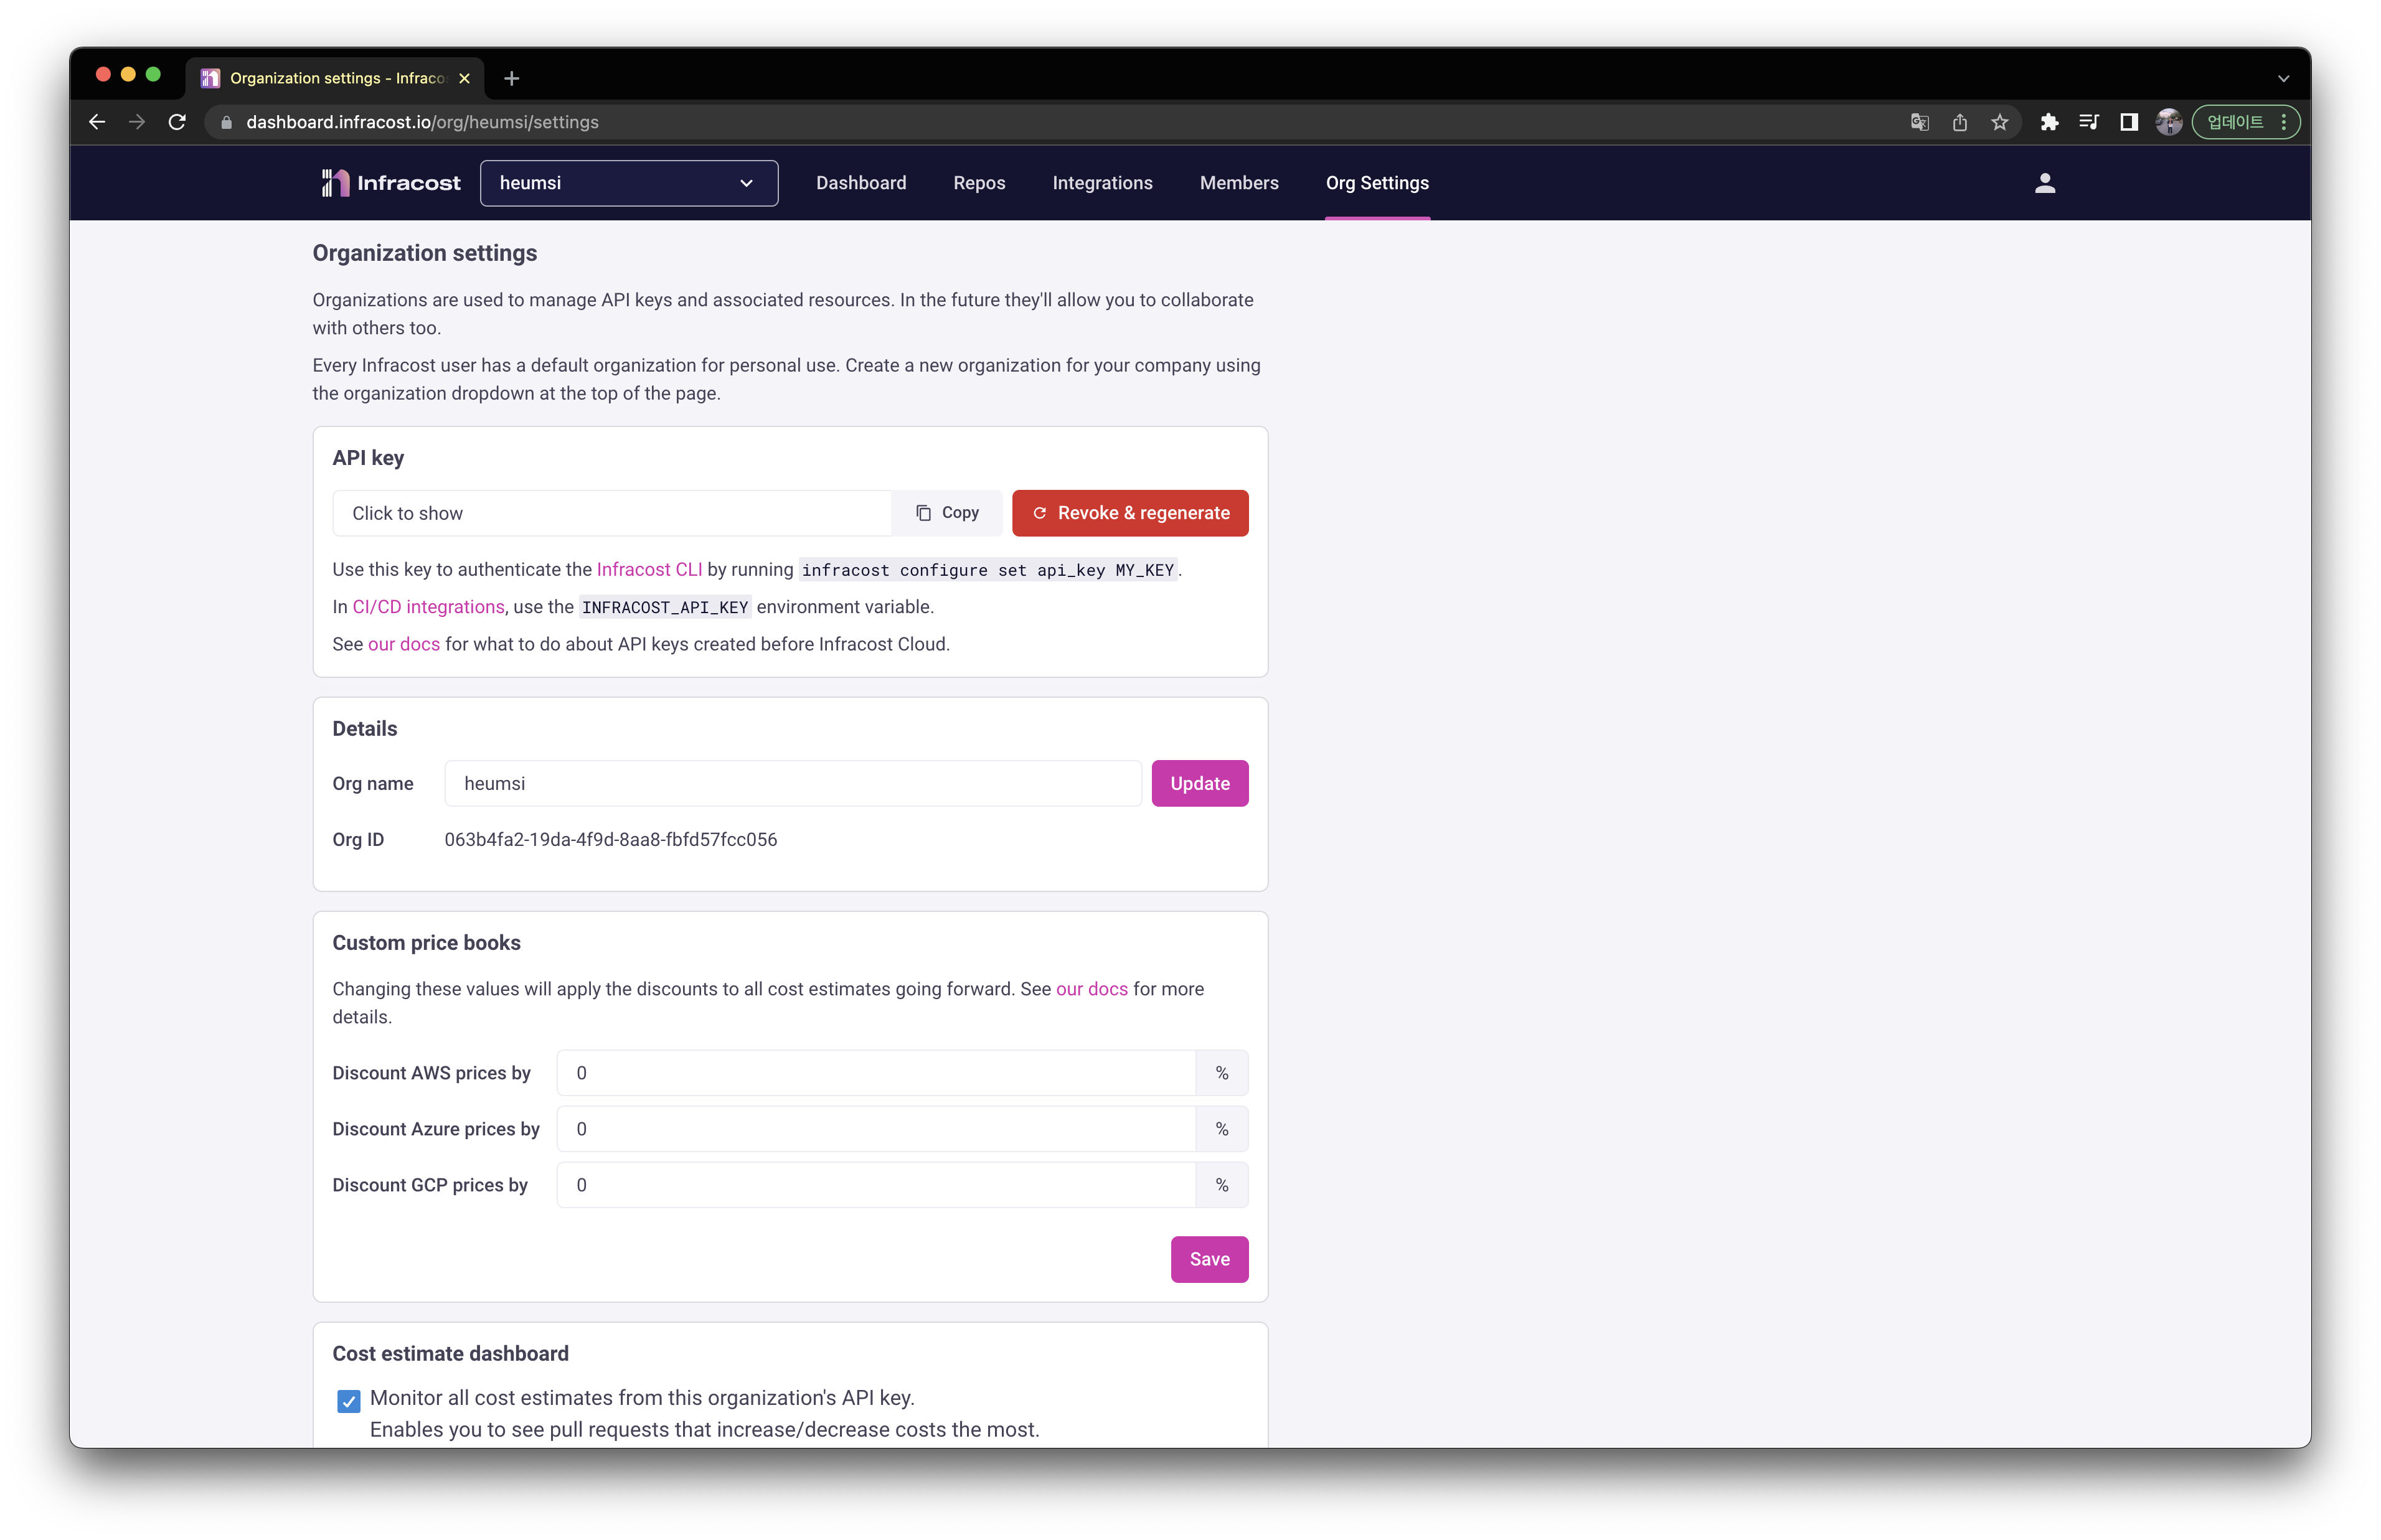 Organization settings - Infraco
dashboard.infracost.io/org/heumsi/settings
업데이트
Infracost
heumsi
Dashboard
Repos
Integrations
Members
Org Settings
Organization settings
Organizations are used to manage API keys and associated resources. In the future they'll allow you to collaborate
with others too.
Every Infracost user has a default organization for personal use. Create a new organization for your company using
the organization dropdown at the top of the page.
API key
Click to show
Copy
Revoke & regenerate
Use this key to authenticate the Infracost CLI by running infracost configure set api_key MY_KEY.
In CI/CD integrations, use the INFRACOST_API_KEY environment variable.
See our docs for what to do about API keys created before Infracost Cloud.
Details
Org name
heumsi
Update
Org ID
063b4fa2-19da-4f9d-8aa8-fbfd57fcc056
Custom price books
Changing these values will apply the discounts to all cost estimates going forward. See our docs for more
details.
Discount AWS prices by
0
%
Discount Azure prices by
0
%
Discount GCP prices by
0
%
Save
Cost estimate dashboard
Monitor all cost estimates from this organization's API key.
Enables you to see pull requests that increase/decrease costs the most.